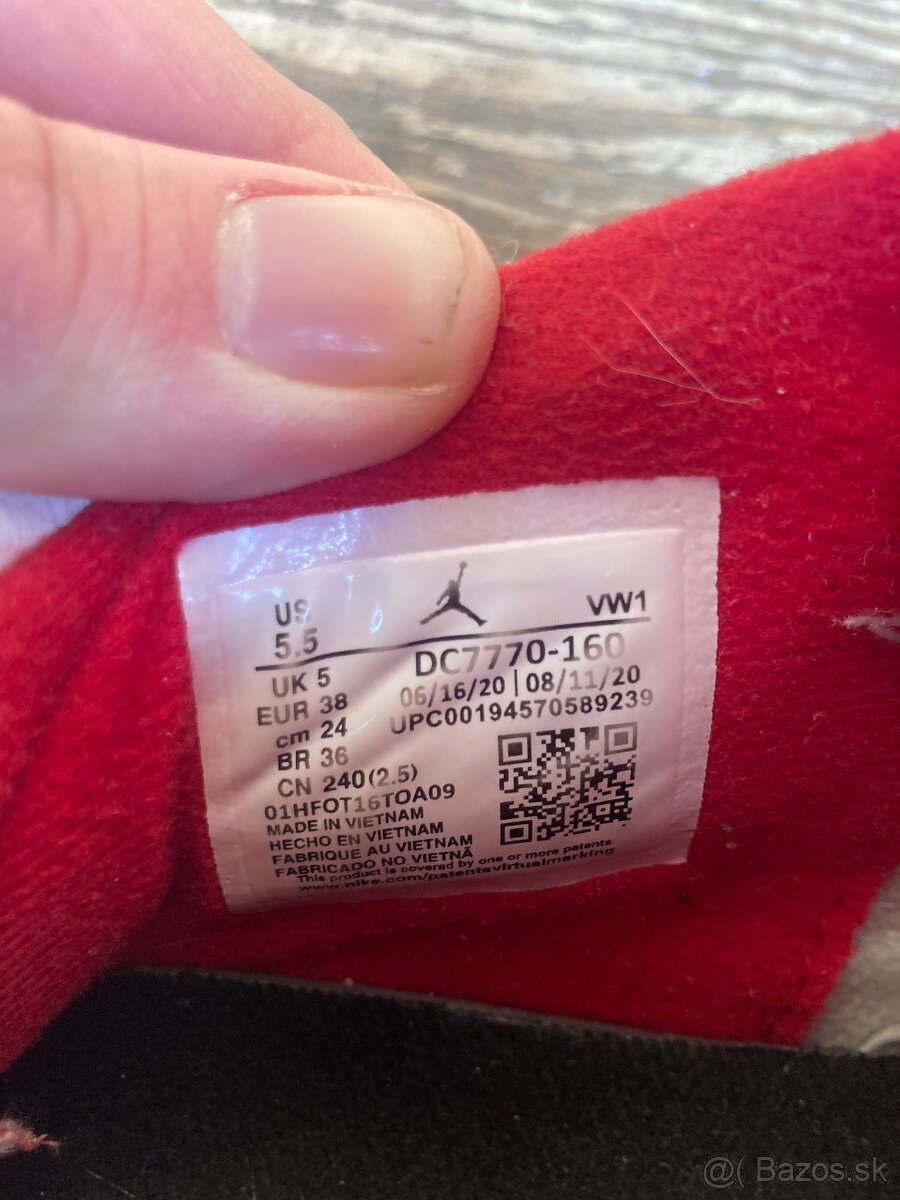 US
5.5
VW1
DC7770-160
UK 5
06/16/20 | 08/11/20
EUR 38
UPC00194570589239
cm 24
BR 36
CN 240(2.5)
01HFOT16TOA09
MADE IN VIETNAM
HECHO EN VIETNAM
FABRIQUE AU VIETNAM
FABRICADO NO VIETNÃ
This product is covered by one or more patents
www.nike.com/patentsvirtualmarking
@( Bazos.sk